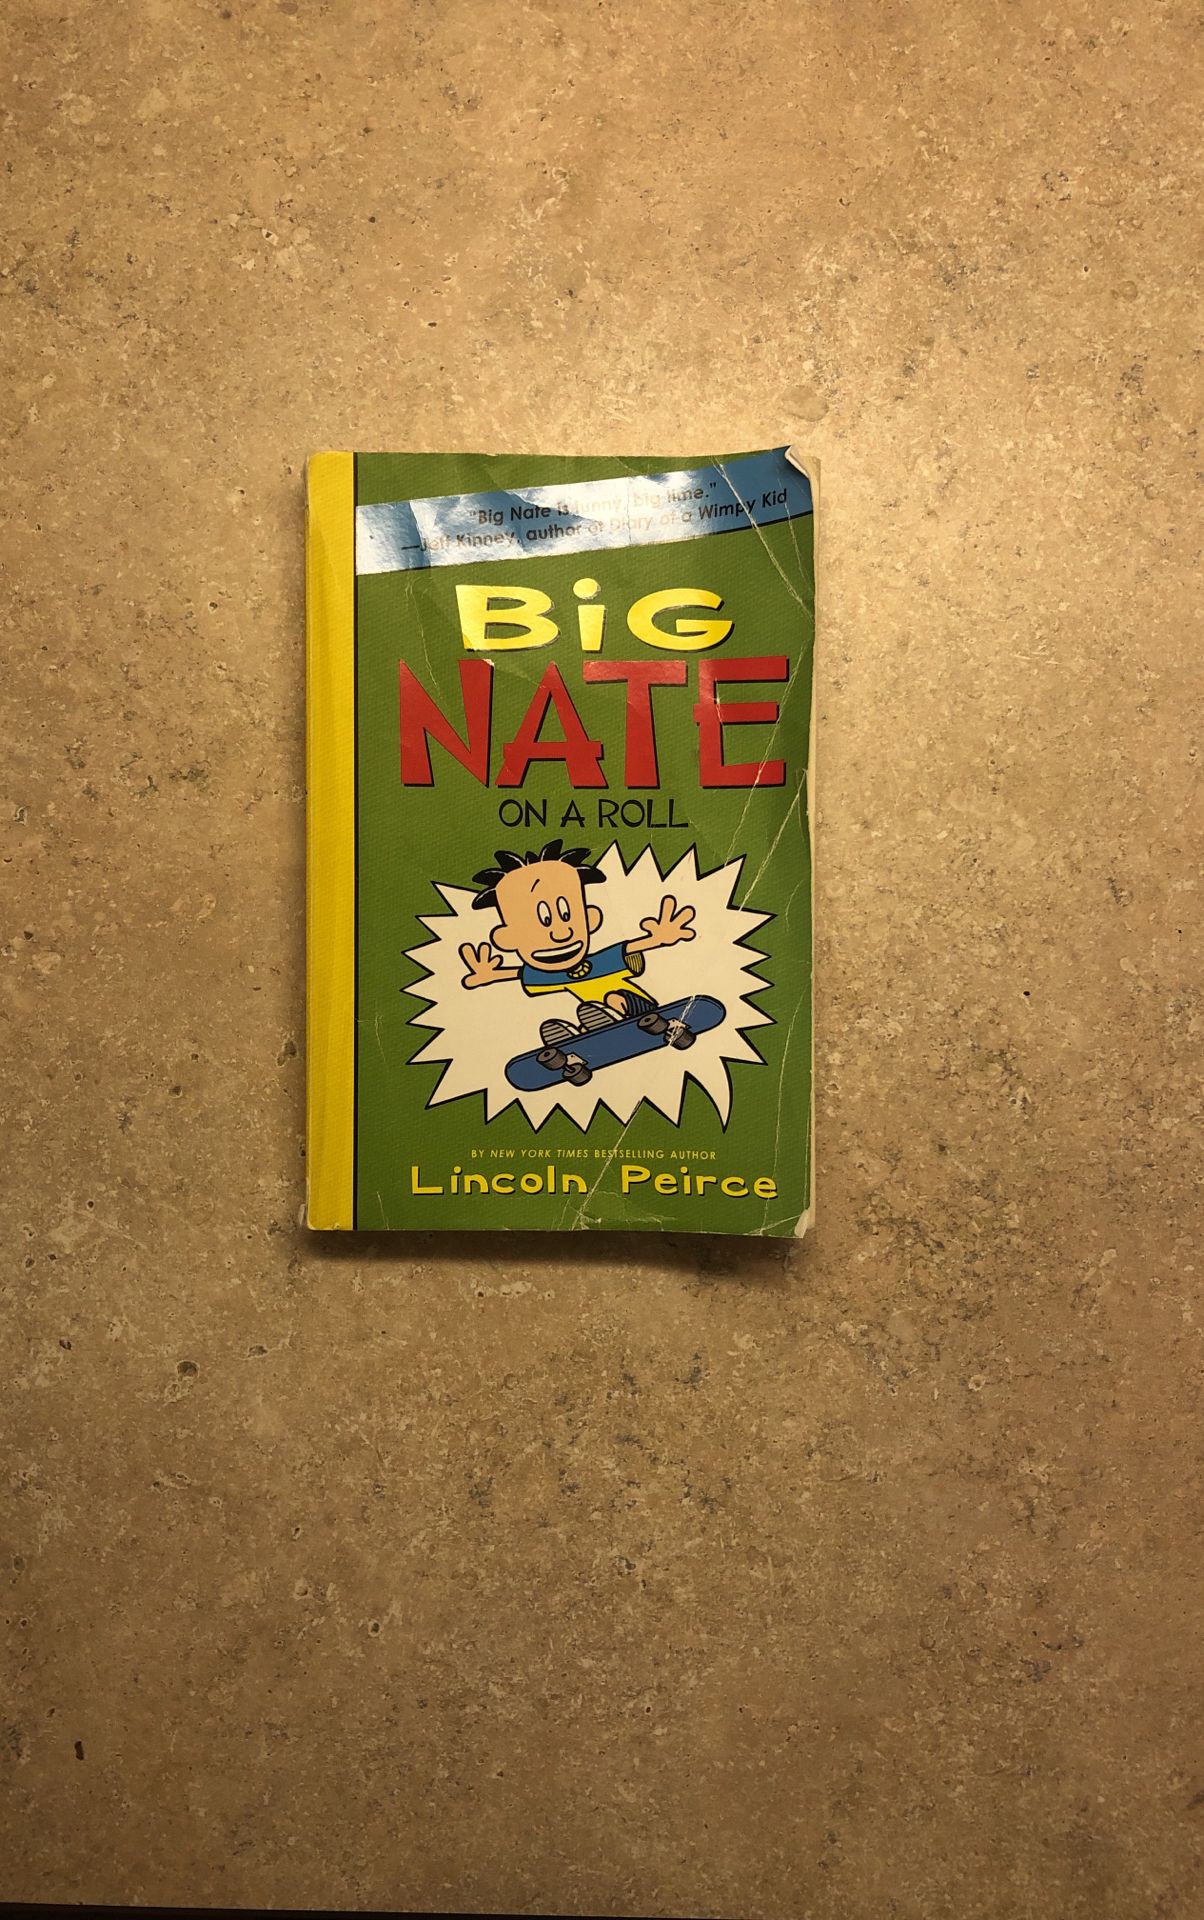 "Big Nate is funny, big time."
—Jeff Kinney, author of Diary of a Wimpy Kid
BiG
NATE
ON A ROLL
BY NEW YORK TIMES BESTSELLING AUTHOR
Lincoln Peirce